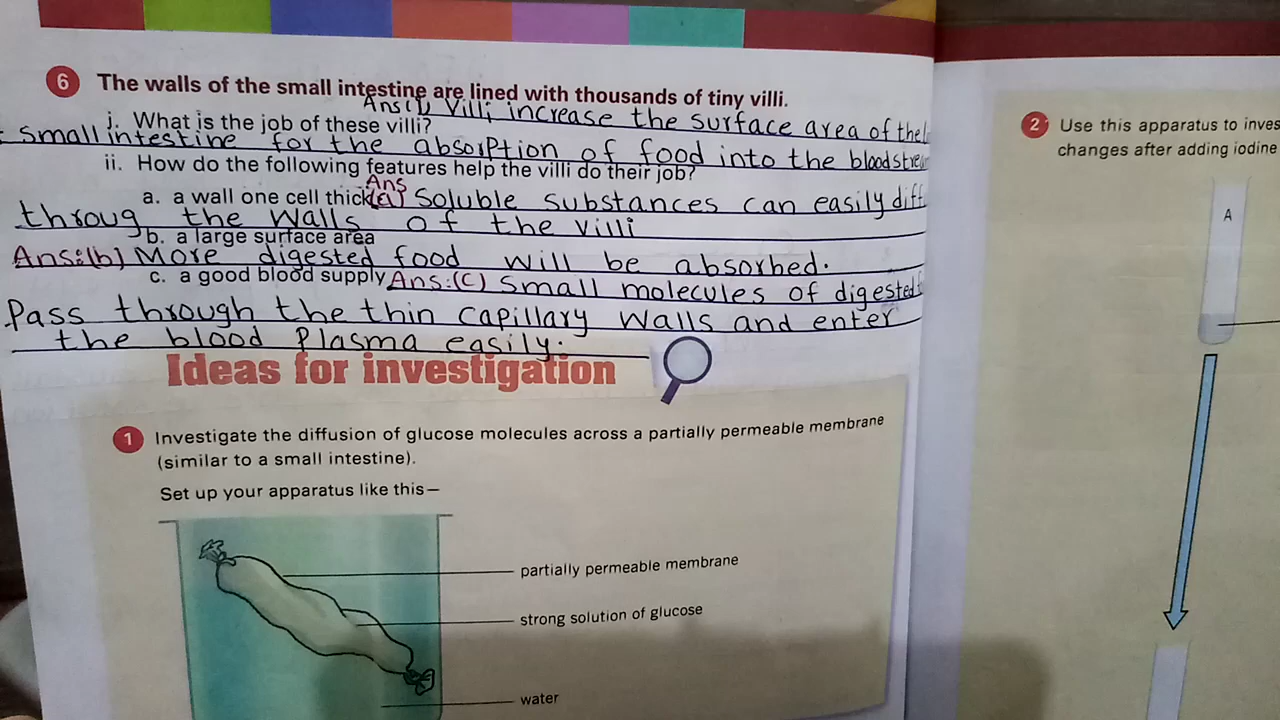 6 The walls of the small intestine are lined with thousands of tiny villi.
Ans(i) Villi increase the surface area of the
i. What is the job of these villi?
small intestine for the absorption of food into the
ii. How do the following features help the villi do their job?
a. a wall one cell thick Ans (a) Soluble substances can easily
throug the walls of the villi
b. a large surface area
Ans:(b) More digested food will be absorbed.
c. a good blood supply Ans:(C) Small molecules of digested
Pass through the thin capillary walls and enter
the blood plasma easily.
Ideas for investigation
1 Investigate the diffusion of glucose molecules across a partially permeable membrane
(similar to a small intestine).
Set up your apparatus like this—
partially permeable membrane
strong solution of glucose
water
2 Use this apparatus to
changes after adding iodine
A